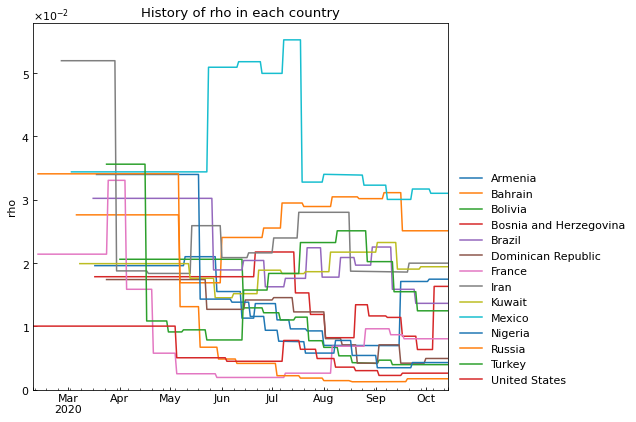 History of rho in each country
×10⁻²
5
4
3
2
1
0
rho
Mar Apr May Jun Jul Aug Sep Oct
2020
Armenia
Bahrain
Bolivia
Bosnia and Herzegovina
Brazil
Dominican Republic
France
Iran
Kuwait
Mexico
Nigeria
Russia
Turkey
United States